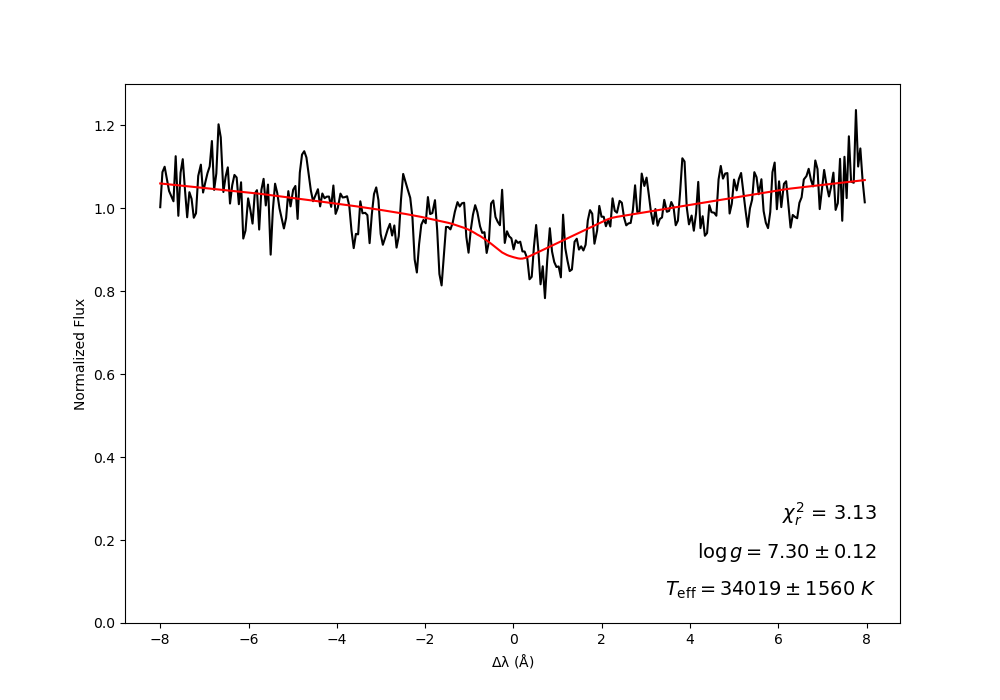 1.2
1.0
0.8
0.6
0.4
0.2
0.0
Normalized Flux
χ²ᵣ = 3.13
log g = 7.30 ± 0.12
T_eff = 34019 ± 1560 K
−8 −6 −4 −2 0 2 4 6 8
Δλ (Å)